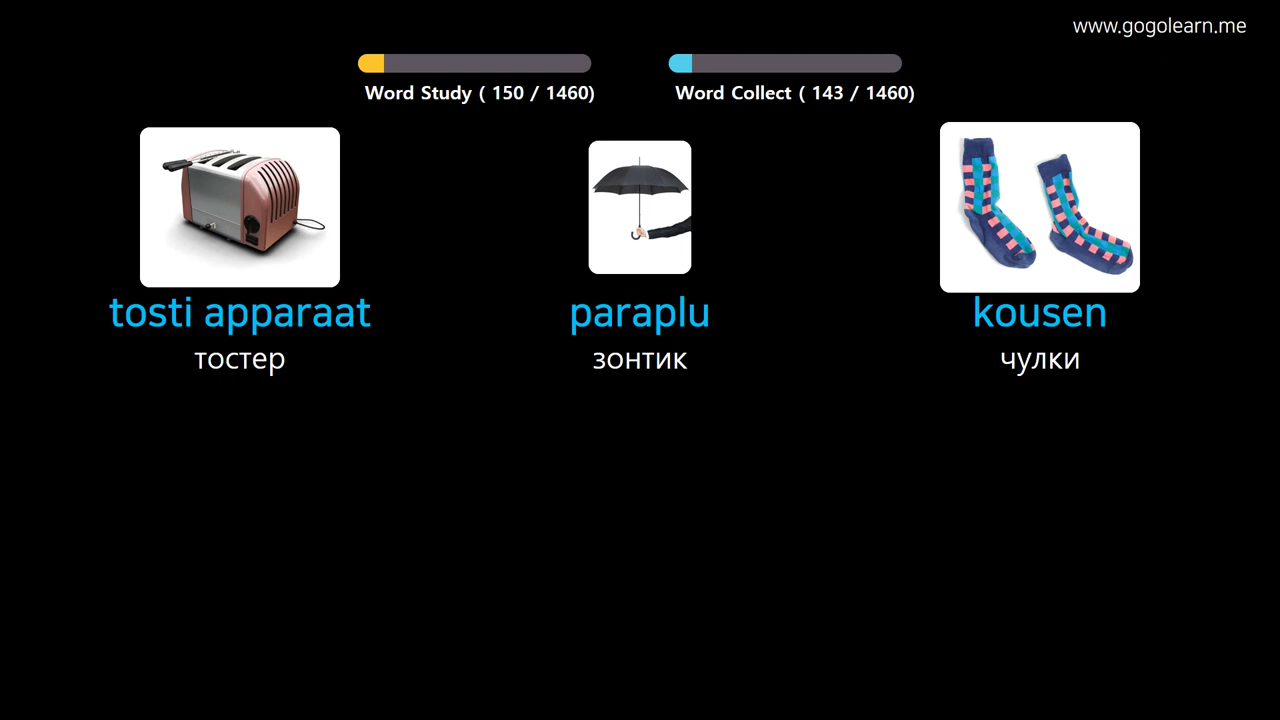 www.gogolearn.me
Word Study ( 150 / 1460)
Word Collect ( 143 / 1460)
tosti apparaat
paraplu
kousen
тостер
зонтик
чулки